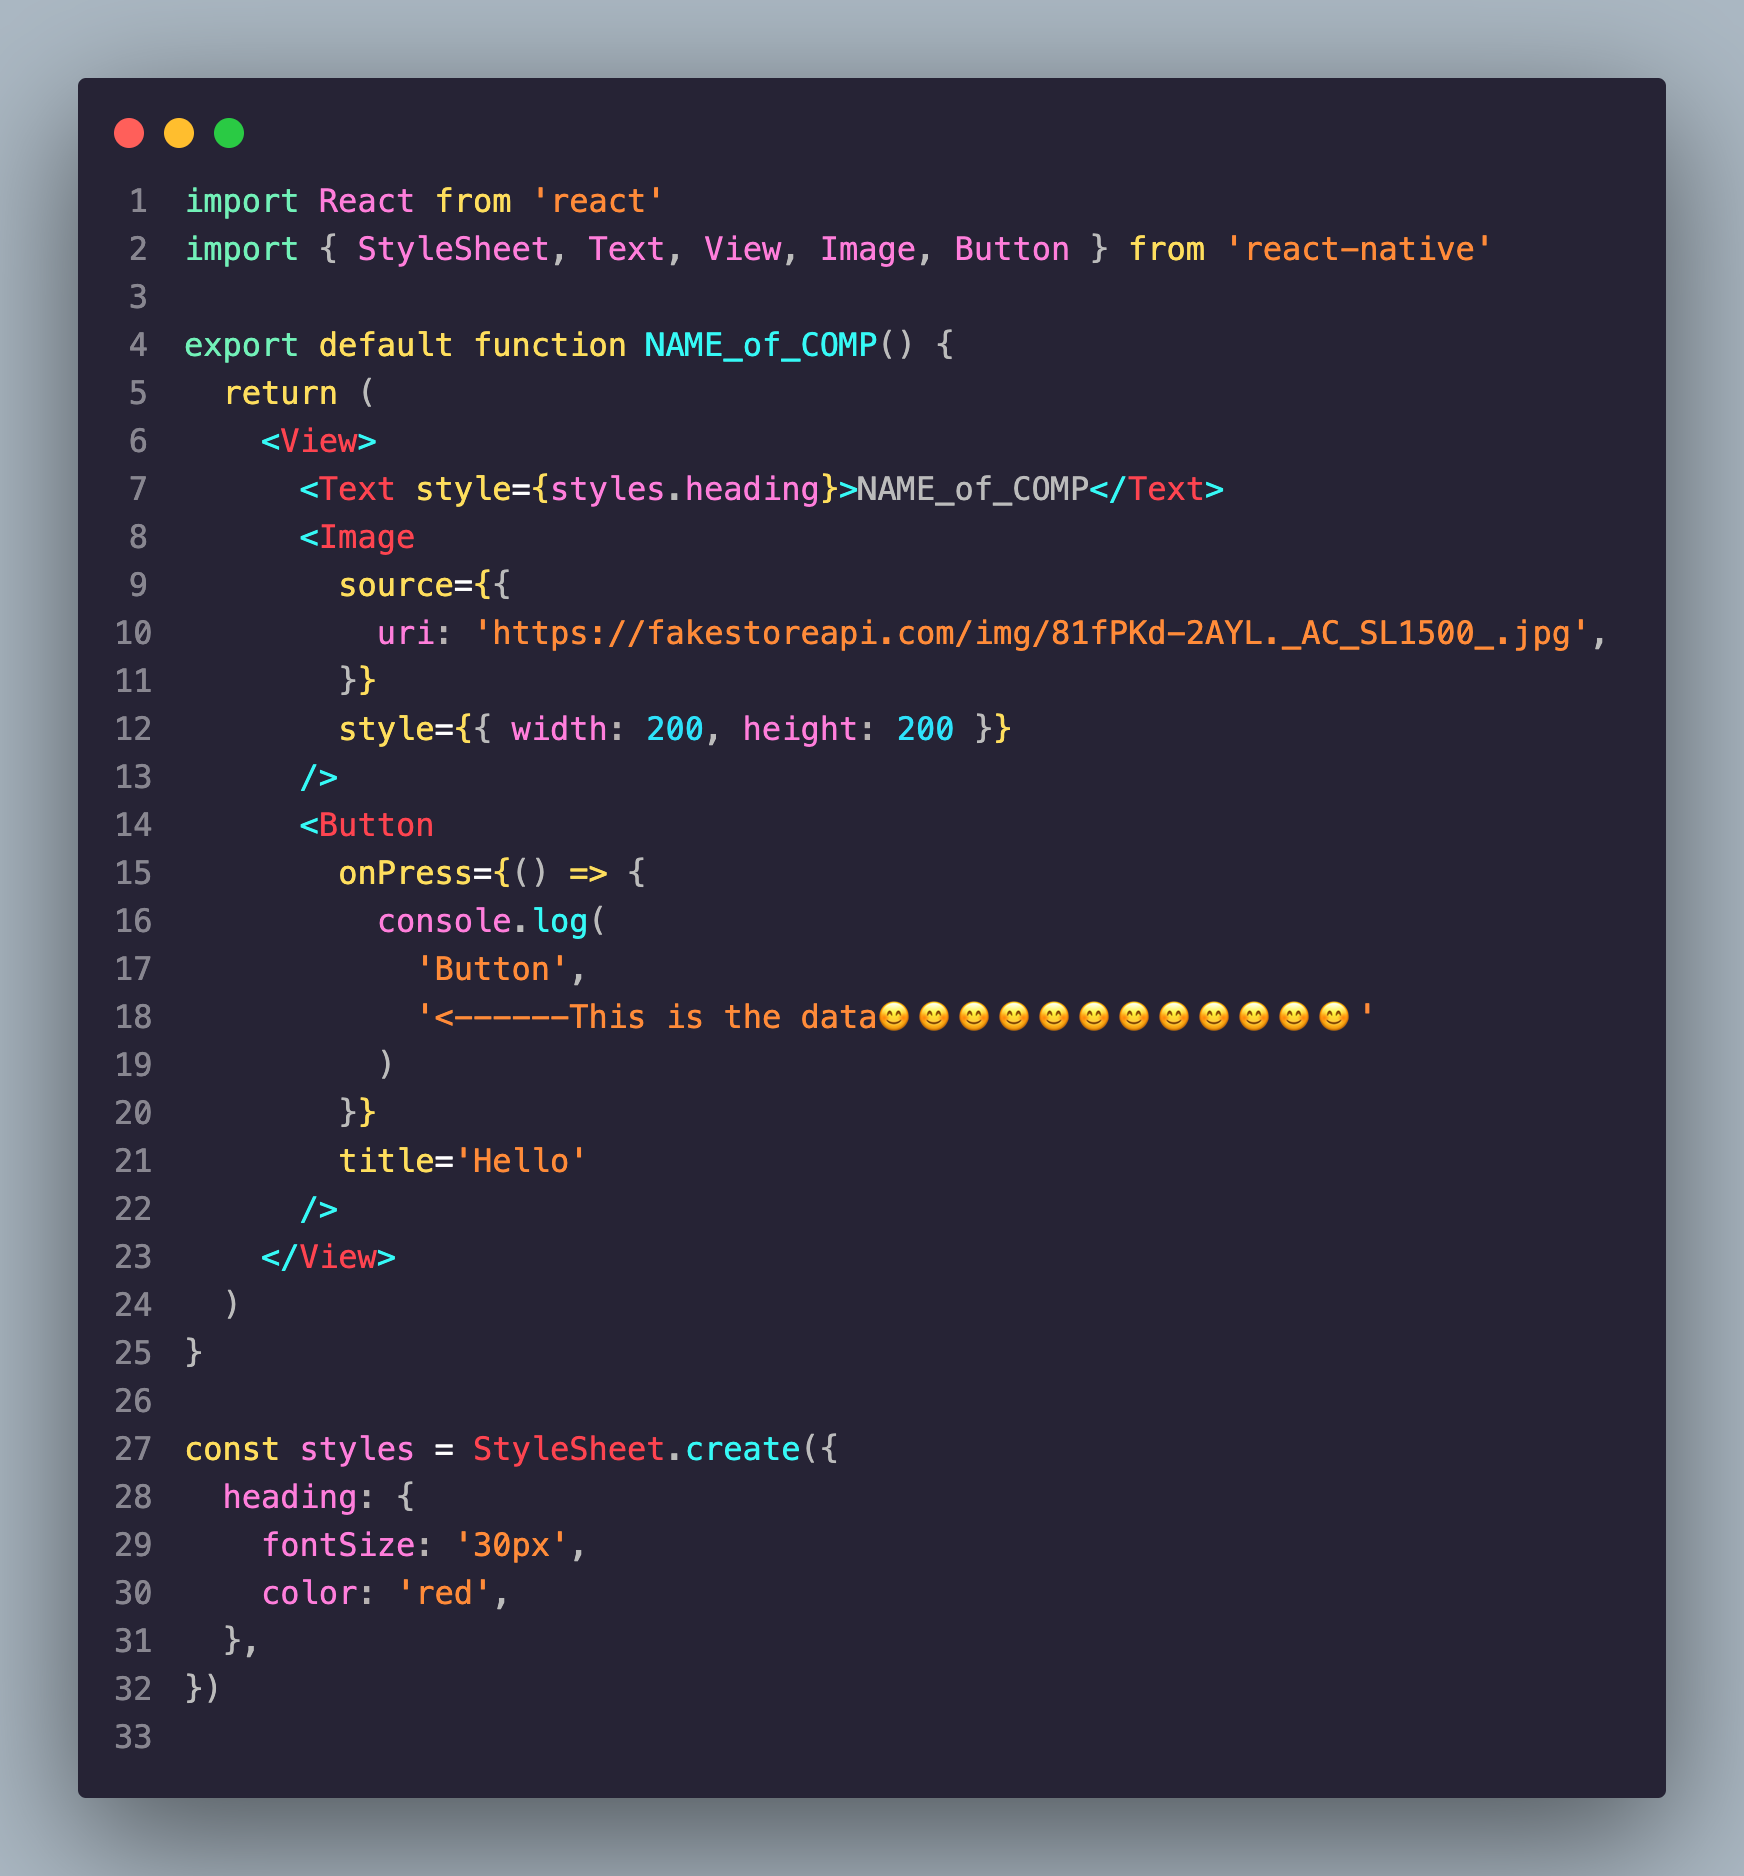 1 import React from 'react'
2 import { StyleSheet, Text, View, Image, Button } from 'react-native'
3
4 export default function NAME_of_COMP() {
5   return (
6     <View>
7       <Text style={styles.heading}>NAME_of_COMP</Text>
8       <Image
9         source={{
10           uri: 'https://fakestoreapi.com/img/81fPKd-2AYL._AC_SL1500_.jpg',
11         }}
12         style={{ width: 200, height: 200 }}
13       />
14       <Button
15         onPress={() => {
16           console.log(
17             'Button',
18             '<------This is the data😊😊😊😊😊😊😊😊😊😊😊😊'
19           )
20         }}
21         title='Hello'
22       />
23     </View>
24   )
25 }
26
27 const styles = StyleSheet.create({
28   heading: {
29     fontSize: '30px',
30     color: 'red',
31   },
32 })
33